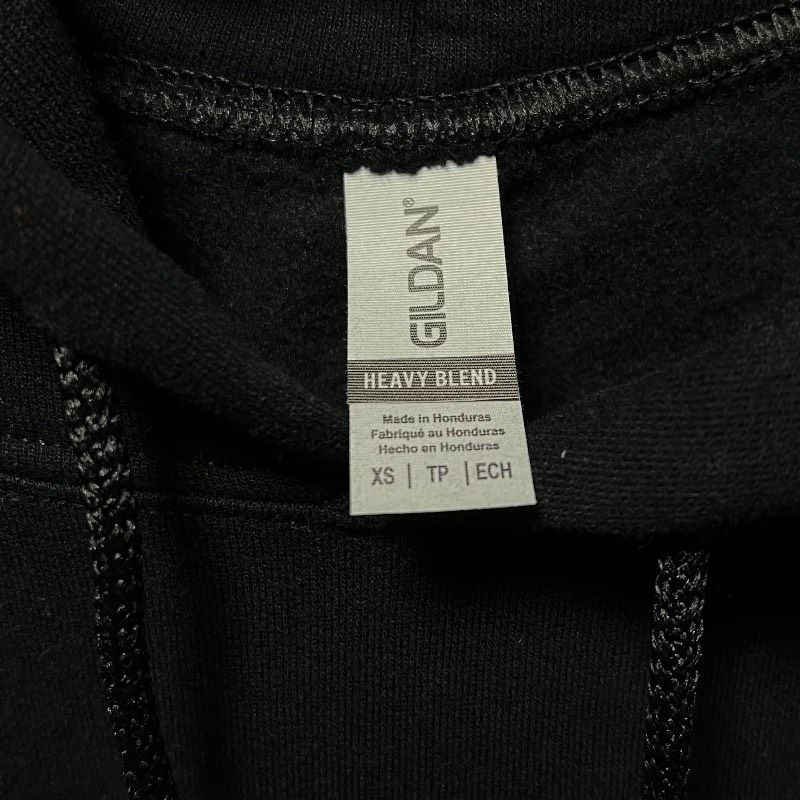 GILDAN®
HEAVY BLEND
Made in Honduras
Fabriqué au Honduras
Hecho en Honduras
XS | TP | ECH